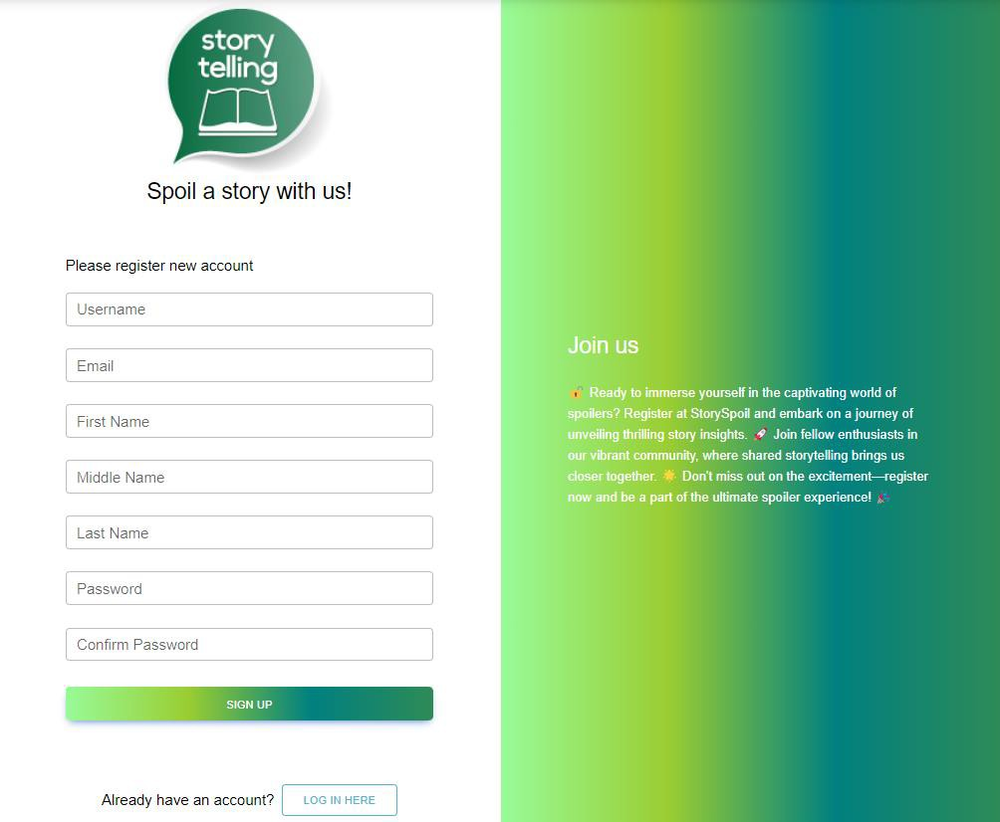 story
telling
Spoil a story with us!
Please register new account
Username
Email
First Name
Middle Name
Last Name
Password
Confirm Password
SIGN UP
Already have an account? LOG IN HERE
Join us
🔓 Ready to immerse yourself in the captivating world of
spoilers? Register at StorySpoil and embark on a journey of
unveiling thrilling story insights. 🚀 Join fellow enthusiasts in
our vibrant community, where shared storytelling brings us
closer together. 🌟 Don't miss out on the excitement—register
now and be a part of the ultimate spoiler experience! 🎉